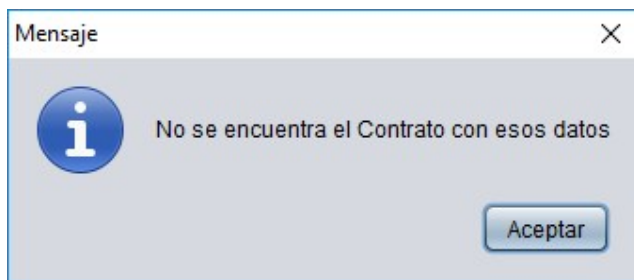 Mensaje
No se encuentra el Contrato con esos datos
Aceptar